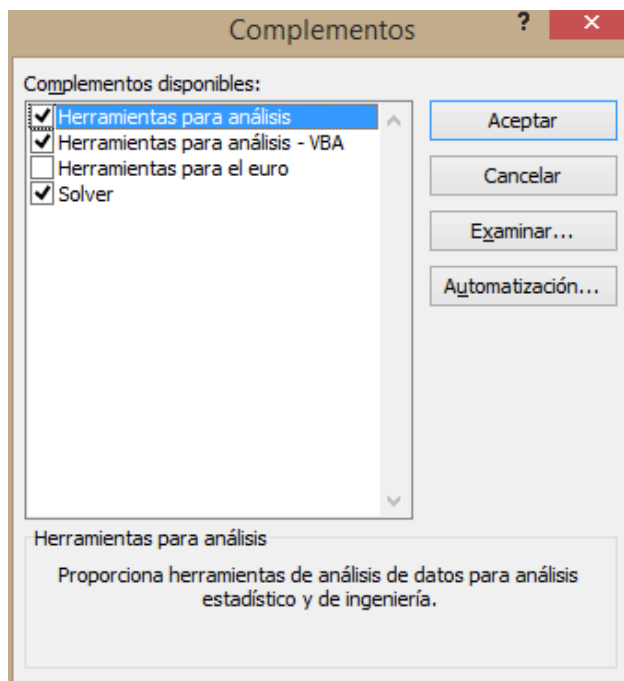 Complementos
?
×
Complementos disponibles:
Herramientas para análisis
Herramientas para análisis - VBA
Herramientas para el euro
Solver
Aceptar
Cancelar
Examinar...
Automatización...
Herramientas para análisis
Proporciona herramientas de análisis de datos para análisis
estadístico y de ingeniería.